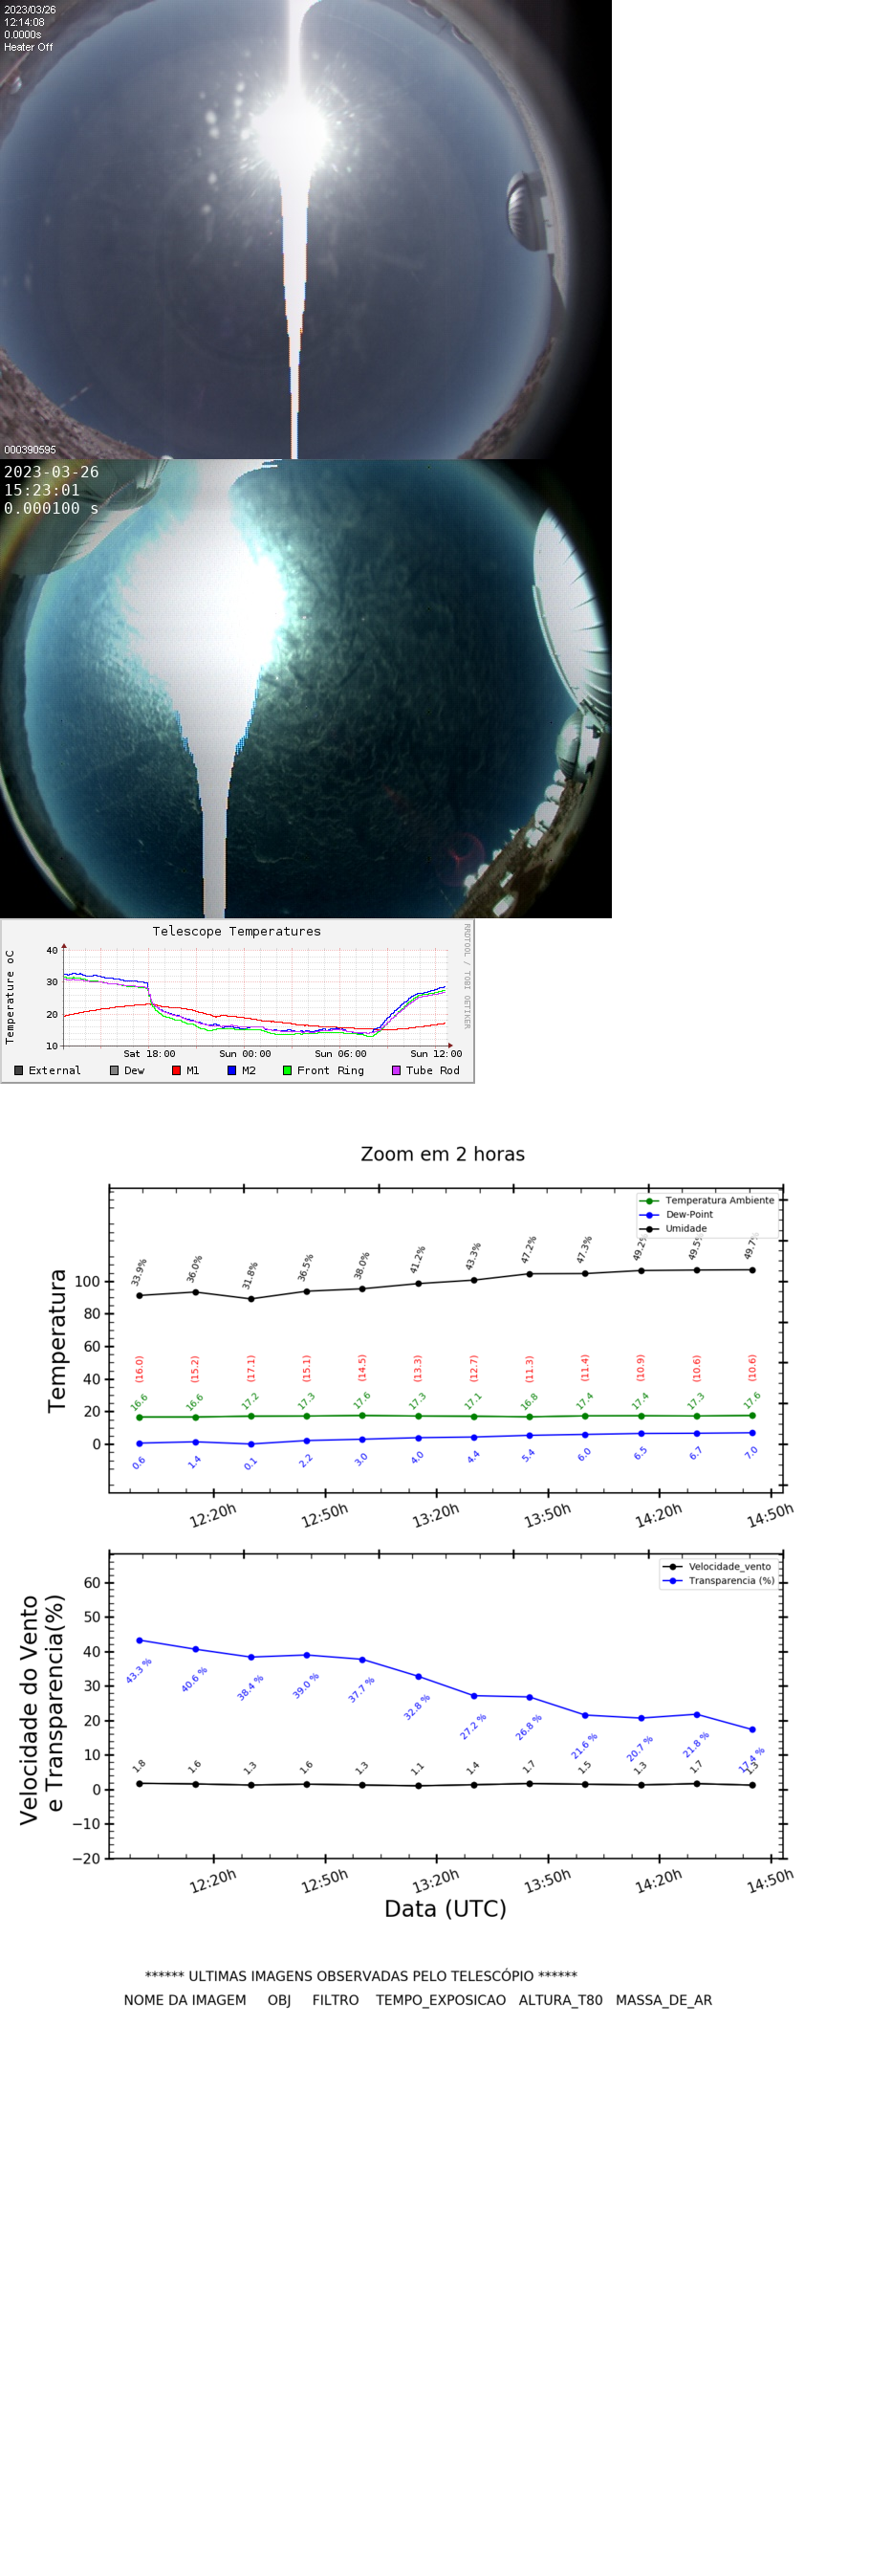 2023/03/26
12:14:08
0.0000s
Heater Off
000390595
2023-03-26
15:23:01
0.000100 s
Telescope Temperatures
RRDTOOL / TOBI OETIKER
Temperature oC
40
30
20
10
Sat 18:00 Sun 00:00 Sun 06:00 Sun 12:00
External Dew M1 M2 Front Ring Tube Rod
Zoom em 2 horas
Temperatura Ambiente
Dew-Point
Umidade
33.9% 36.0% 31.8% 36.5% 38.0% 41.2% 43.3% 47.2% 47.3% 49.2% 49.5% 49.7%
Temperatura
100
80
60
40
20
0
(16.0) (15.2) (17.1) (15.1) (14.5) (13.3) (12.7) (11.3) (11.4) (10.9) (10.6) (10.6)
16.6 16.6 17.2 17.3 17.6 17.3 17.1 16.8 17.4 17.4 17.3 17.6
0.6 1.4 0.1 2.2 3.0 4.0 4.4 5.4 6.0 6.5 6.7 7.0
12:20h 12:50h 13:20h 13:50h 14:20h 14:50h
Velocidade_vento
Transparencia (%)
Velocidade do Vento
e Transparencia(%)
60
50
40
30
20
10
0
−10
−20
43.3 % 40.6 % 38.4 % 39.0 % 37.7 % 32.8 % 27.2 % 26.8 % 21.6 % 20.7 % 21.8 % 17.4 %
1.8 1.6 1.3 1.6 1.3 1.1 1.4 1.7 1.5 1.3 1.7 1.3
12:20h 12:50h 13:20h 13:50h 14:20h 14:50h
Data (UTC)
****** ULTIMAS IMAGENS OBSERVADAS PELO TELESCÓPIO ******
NOME DA IMAGEM OBJ FILTRO TEMPO_EXPOSICAO ALTURA_T80 MASSA_DE_AR